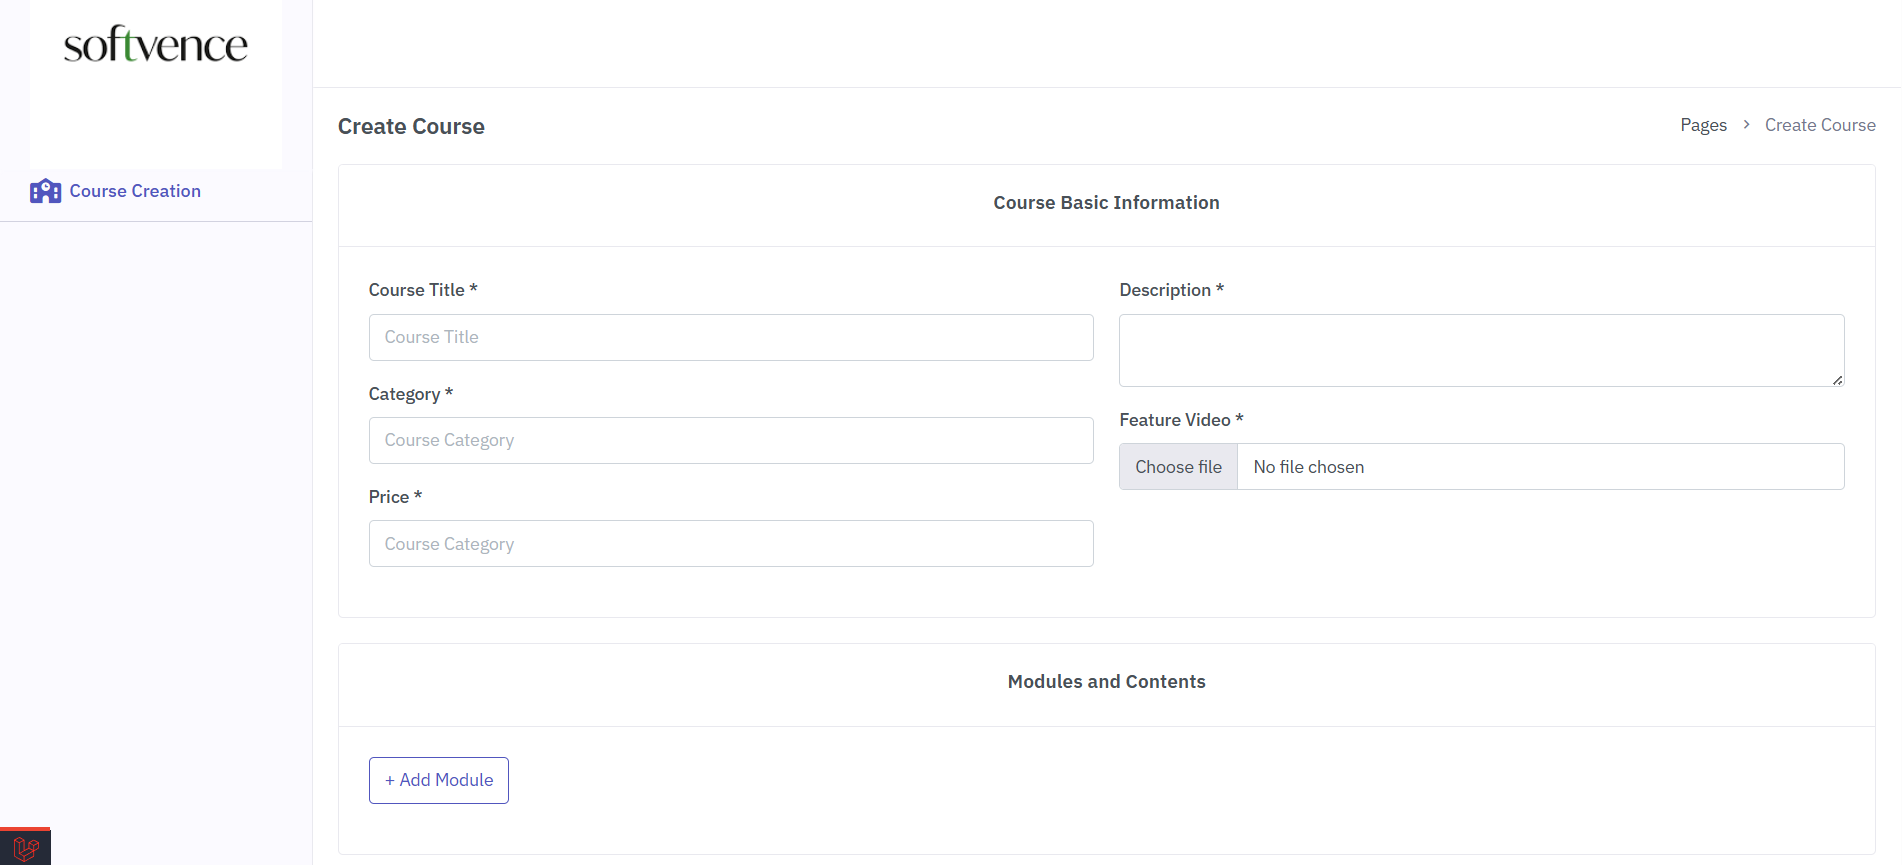 softvence
Course Creation
Create Course
Pages > Create Course
Course Basic Information
Course Title *
Course Title
Category *
Course Category
Price *
Course Category
Description *
Feature Video *
Choose file No file chosen
Modules and Contents
+ Add Module